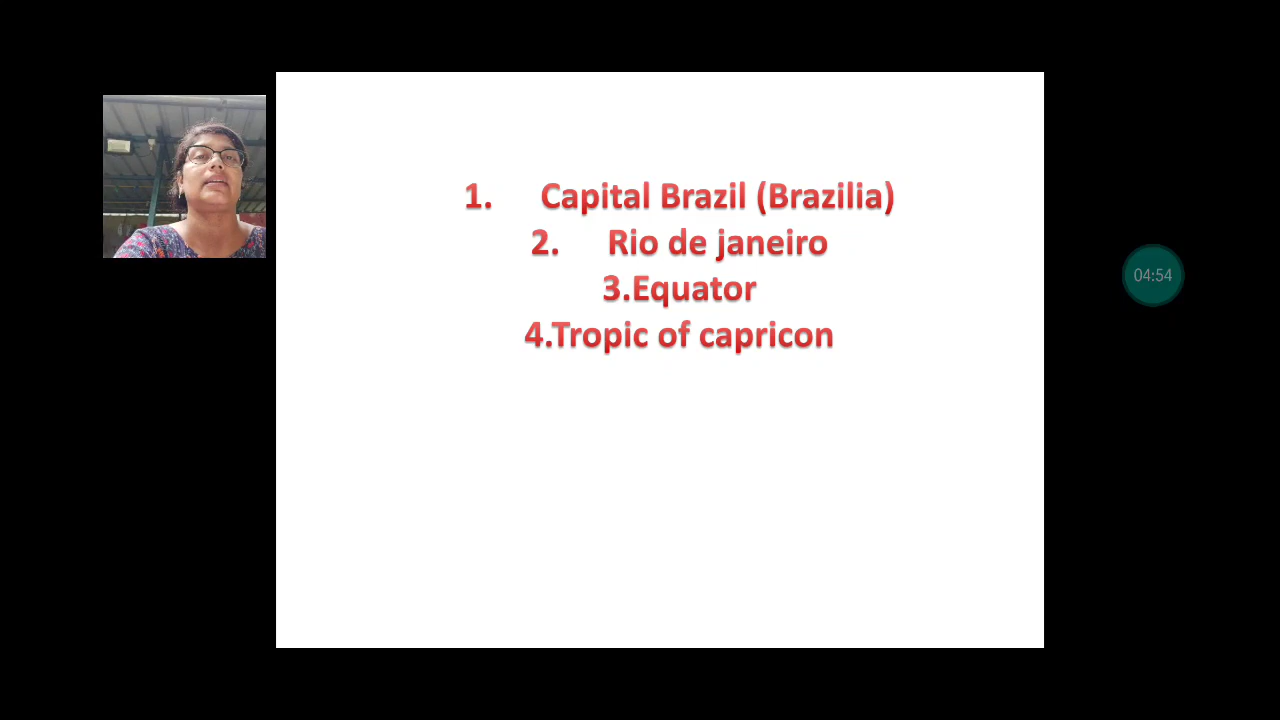 1. Capital Brazil (Brazilia)
2. Rio de janeiro
3.Equator
4.Tropic of capricon
04:54